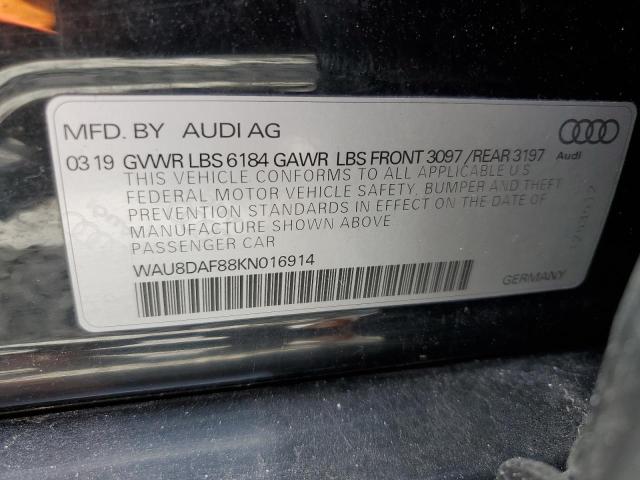 MFD. BY AUDI AG
03 19 GVWR LBS 6184 GAWR LBS FRONT 3097 /REAR 3197
Audi
THIS VEHICLE CONFORMS TO ALL APPLICABLE U.S
FEDERAL MOTOR VEHICLE SAFETY, BUMPER AND THEFT
PREVENTION STANDARDS IN EFFECT ON THE DATE OF
MANUFACTURE SHOWN ABOVE
PASSENGER CAR
WAU8DAF88KN016914
GERMANY